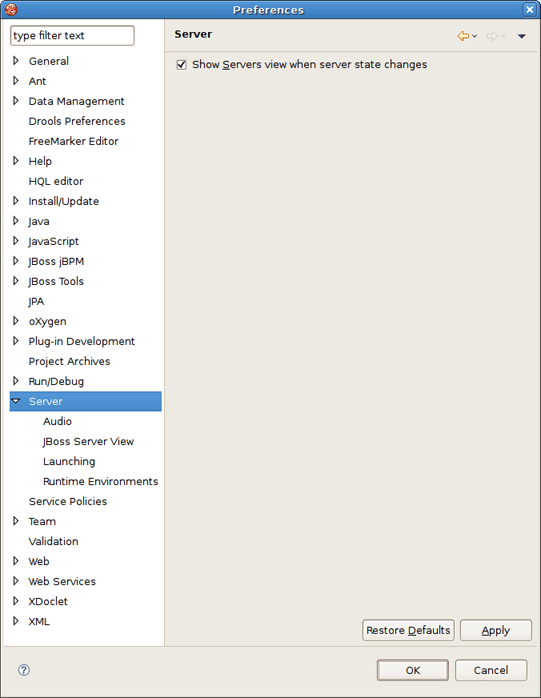 Preferences
type filter text
Server
General
Ant
Data Management
Drools Preferences
FreeMarker Editor
Help
HQL editor
Install/Update
Java
JavaScript
JBoss jBPM
JBoss Tools
JPA
oXygen
Plug-in Development
Project Archives
Run/Debug
Server
Audio
JBoss Server View
Launching
Runtime Environments
Service Policies
Team
Validation
Web
Web Services
XDoclet
XML
Show Servers view when server state changes
Restore Defaults
Apply
OK
Cancel